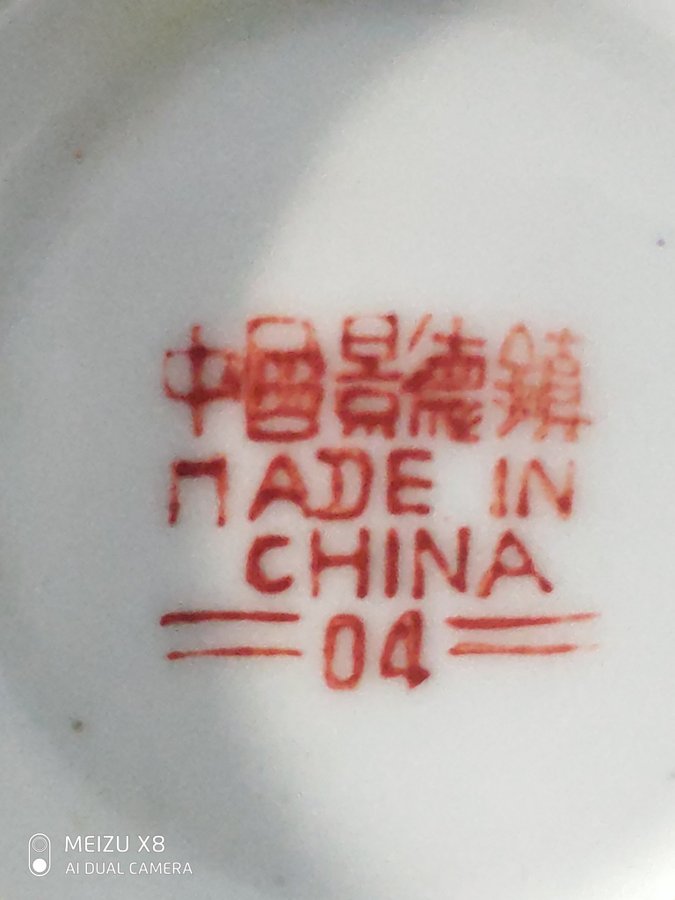 中國景德鎮
MADE IN
CHINA
04
MEIZU X8
AI DUAL CAMERA